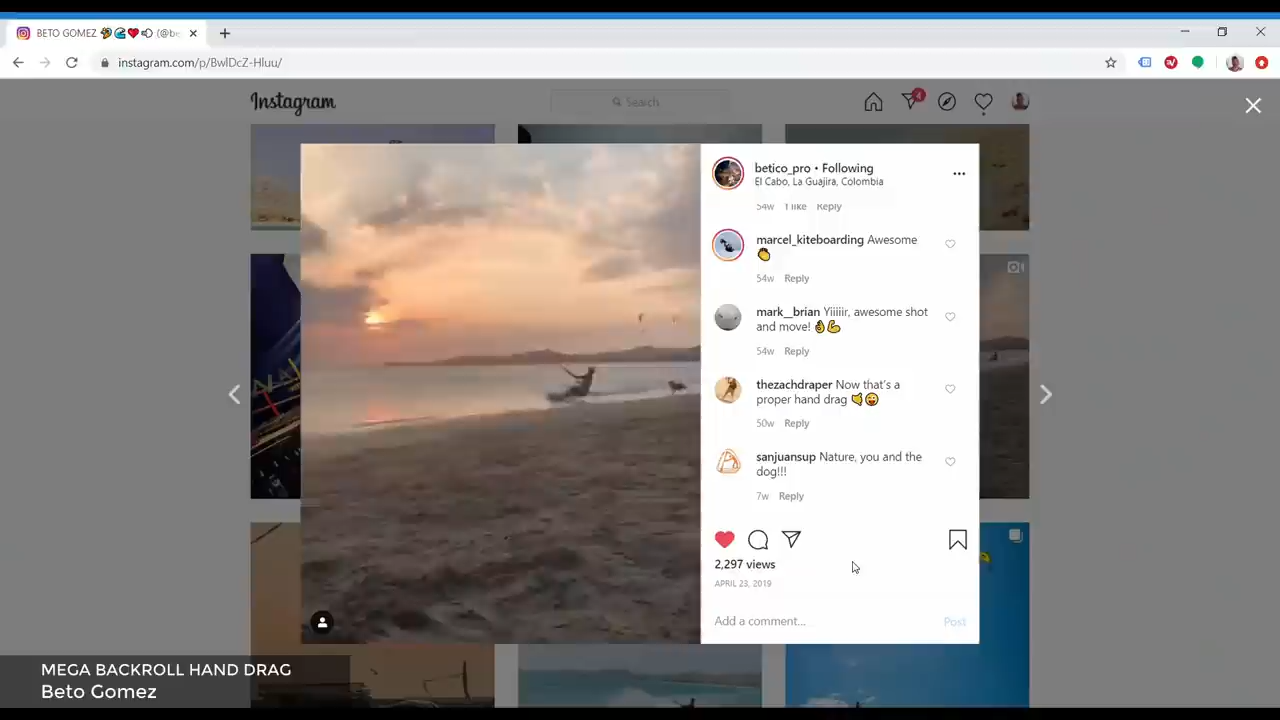 BETO GOMEZ
(@be
instagram.com/p/BwlDcZ-Hluu/
Instagram
Search
4
betico_pro • Following
El Cabo, La Guajira, Colombia
54w 1 like Reply
marcel_kiteboarding Awesome
👏
54w Reply
mark__brian Yiiiiir, awesome shot
and move! 👌💪
54w Reply
thezachdraper Now that's a
proper hand drag 🤙😜
50w Reply
sanjuansup Nature, you and the
dog!!!
7w Reply
2,297 views
APRIL 23, 2019
Add a comment...
Post
MEGA BACKROLL HAND DRAG
Beto Gomez